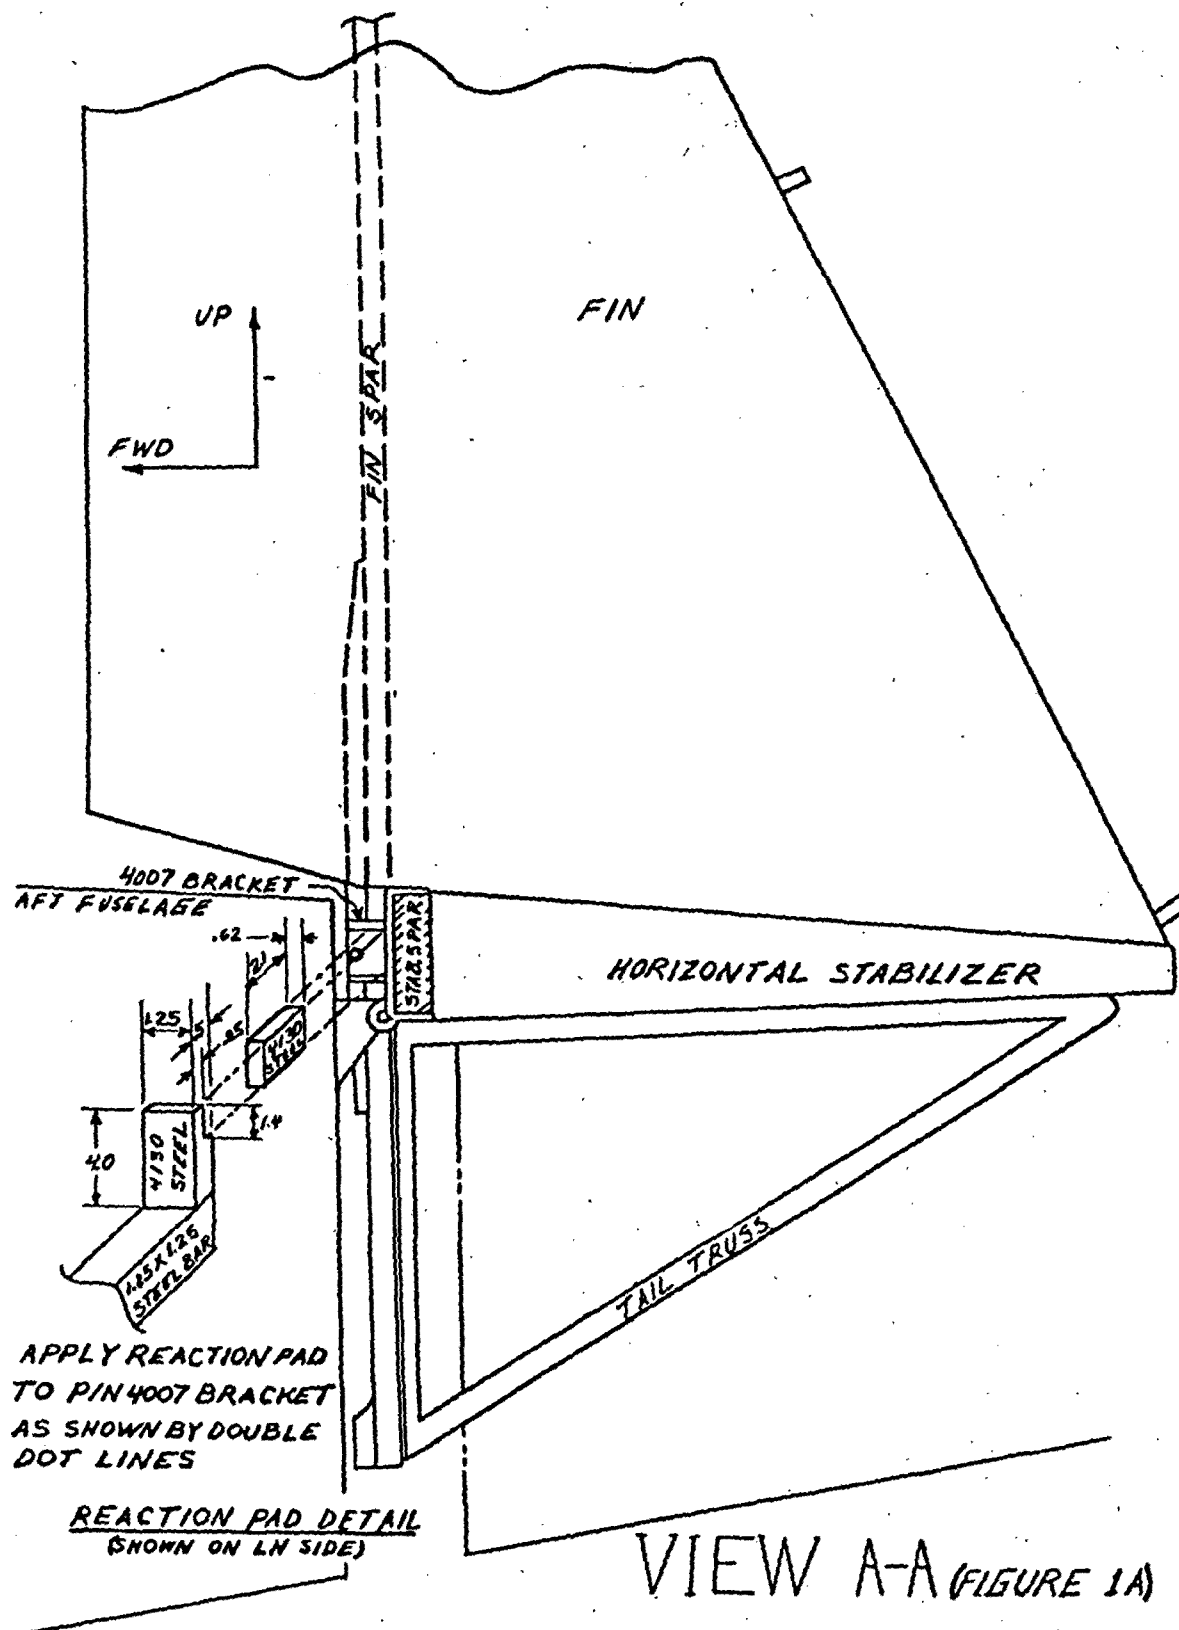 UP
FWD
FIN
FIN SPAR
4007 BRACKET
AFT FUSELAGE
STAB SPAR
HORIZONTAL STABILIZER
.62
1.25
.5
4130
STEEL
1.4
4.0
4130
STEEL
1.25 X 1.25
STEEL BAR
TAIL TRUSS
APPLY REACTION PAD
TO P/N 4007 BRACKET
AS SHOWN BY DOUBLE
DOT LINES
REACTION PAD DETAIL
(SHOWN ON LH SIDE)
VIEW A-A (FIGURE 1A)